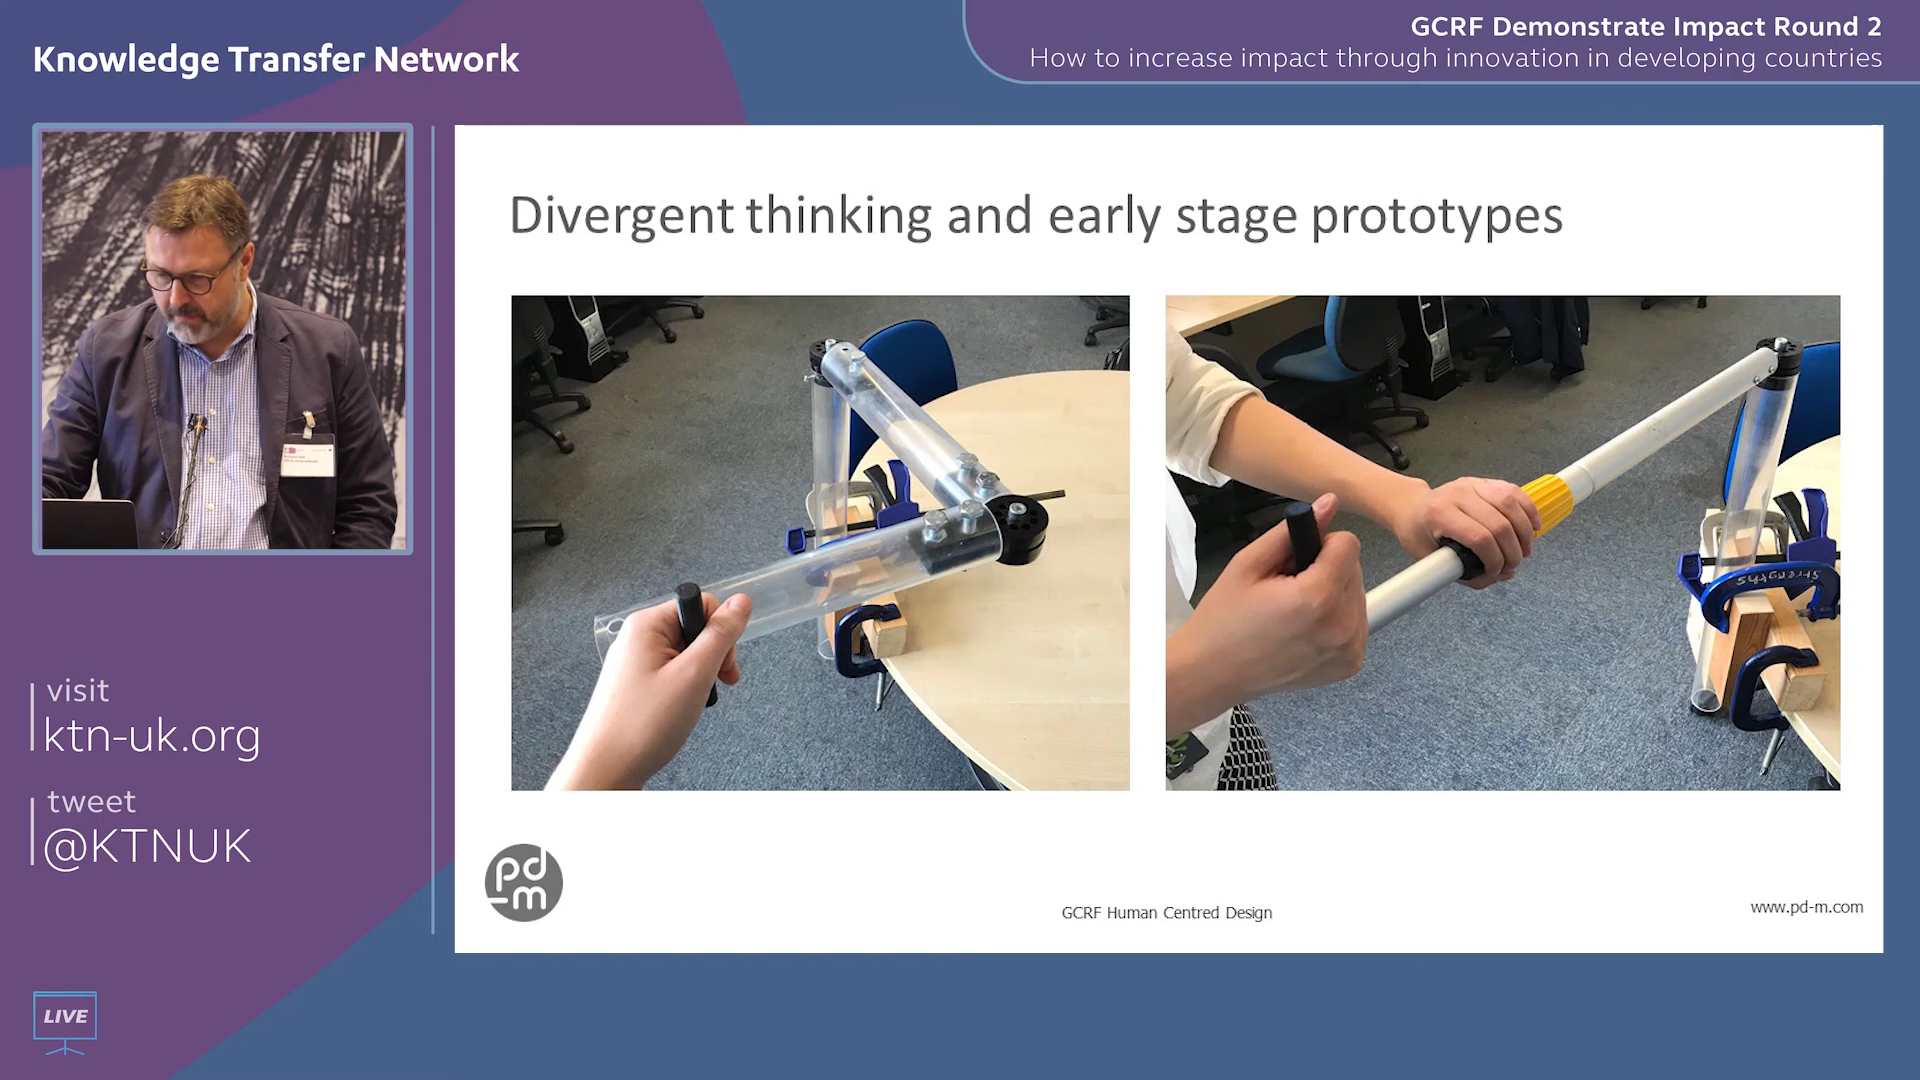 Knowledge Transfer Network
GCRF Demonstrate Impact Round 2
How to increase impact through innovation in developing countries
Divergent thinking and early stage prototypes
Strengths
visit
ktn-uk.org
tweet
@KTNUK
pd
-m
GCRF Human Centred Design
www.pd-m.com
LIVE